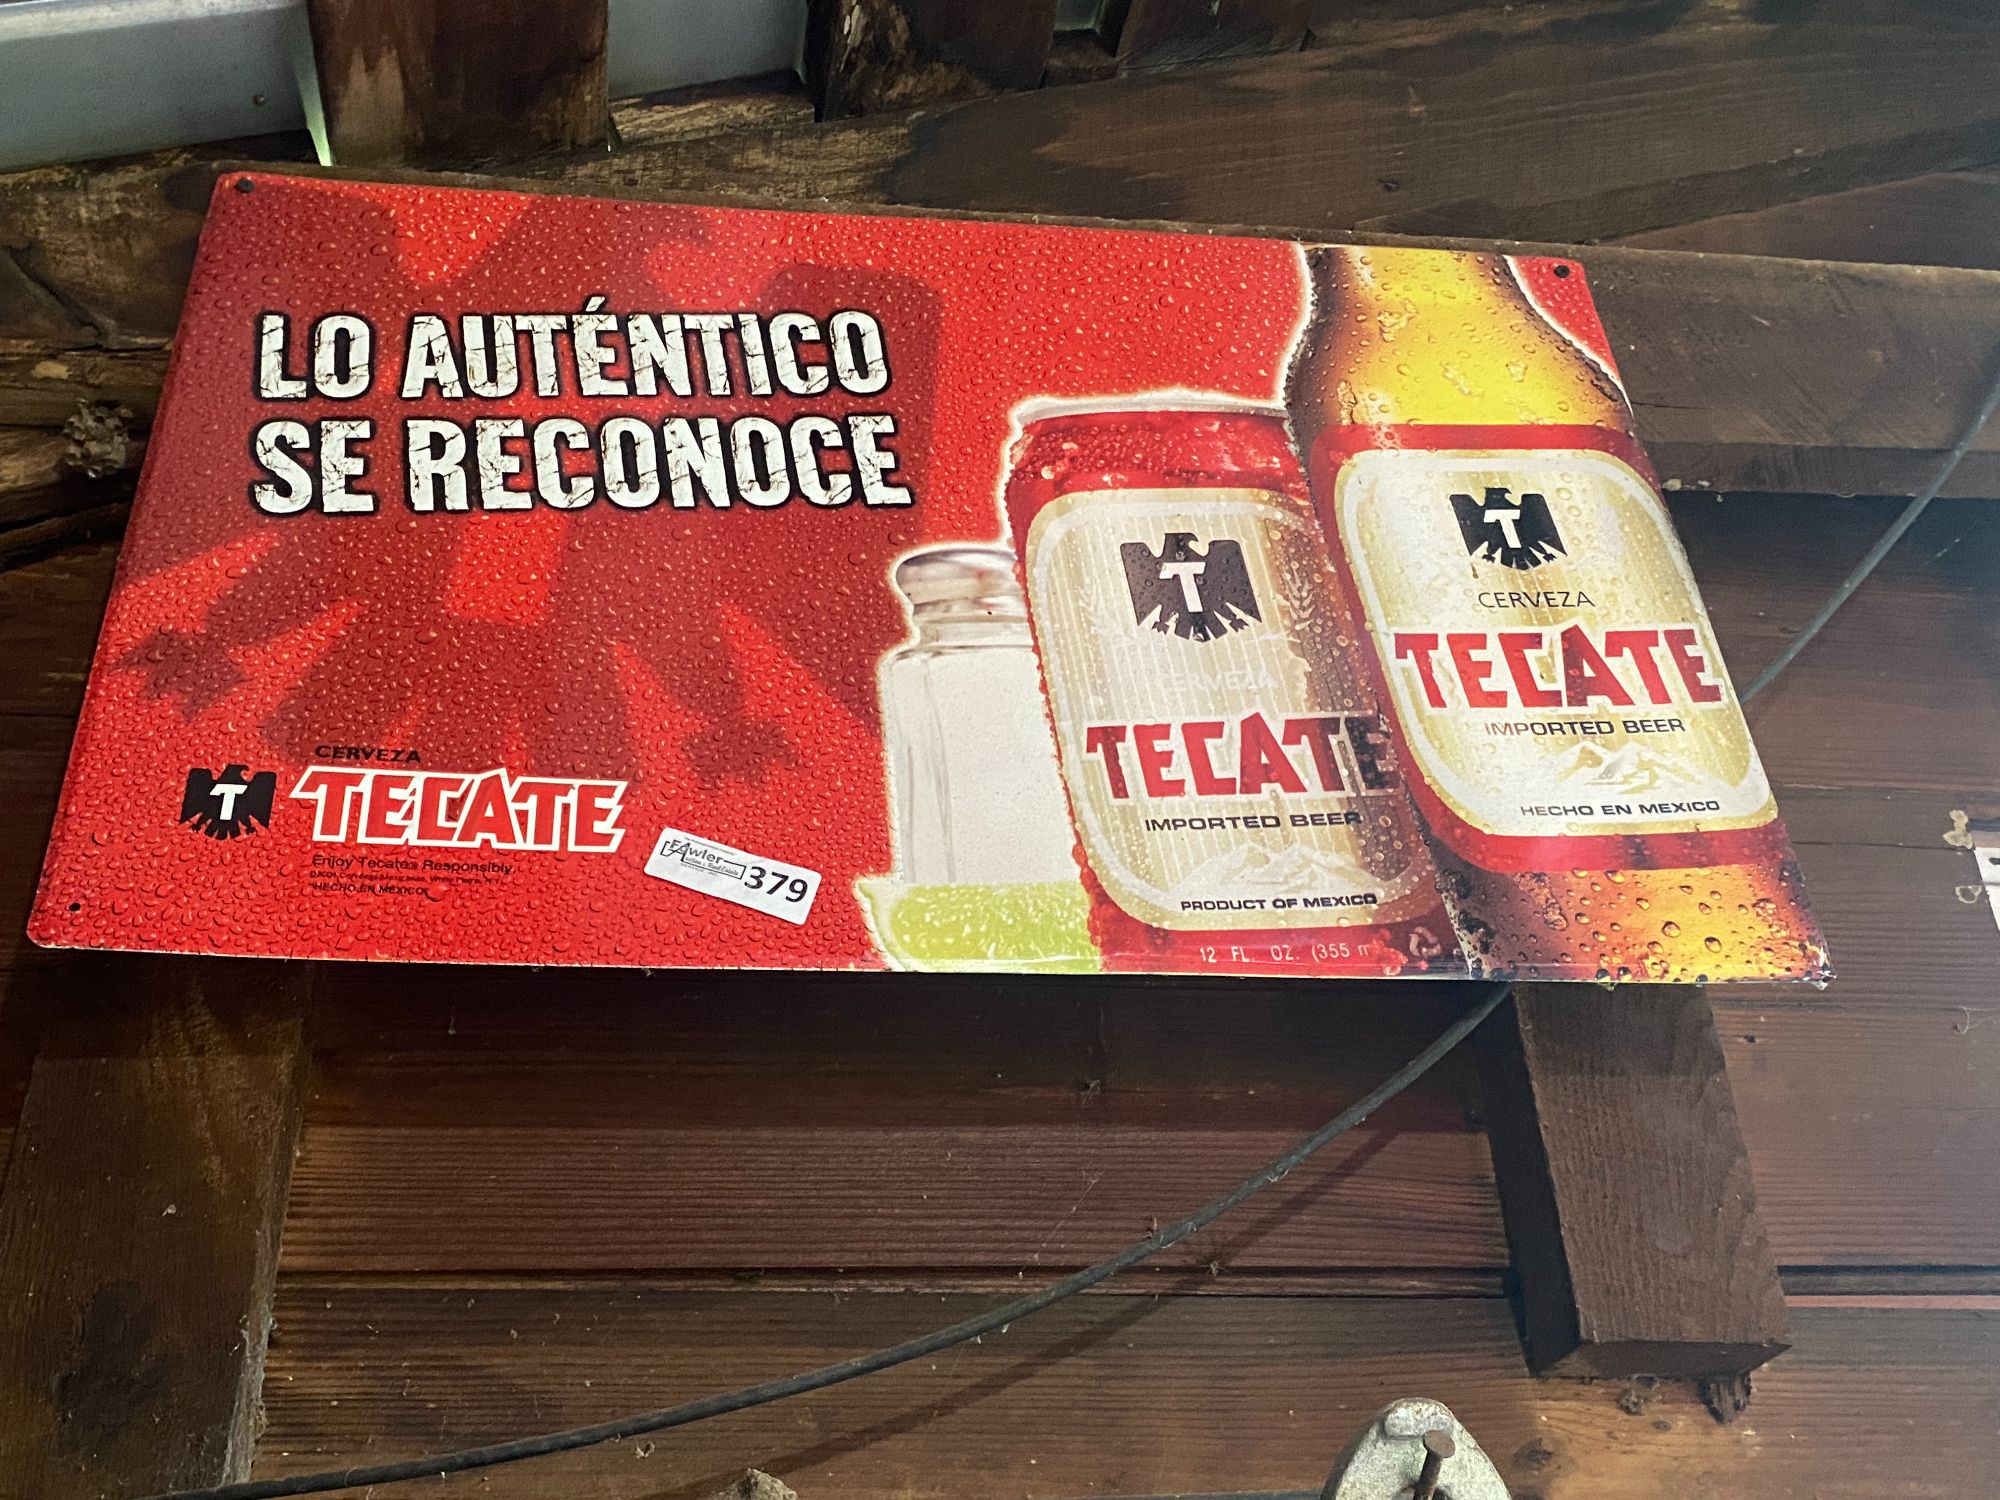 LO AUTÉNTICO
SE RECONOCE
CERVEZA
T TECATE
Enjoy Tecate® Responsibly.
HECHO EN MEXICO
Fowler
379
T
CERVEZA
TECATE
IMPORTED BEER
PRODUCT OF MEXICO
12 FL. OZ. (355 m
T
CERVEZA
TECATE
IMPORTED BEER
HECHO EN MEXICO